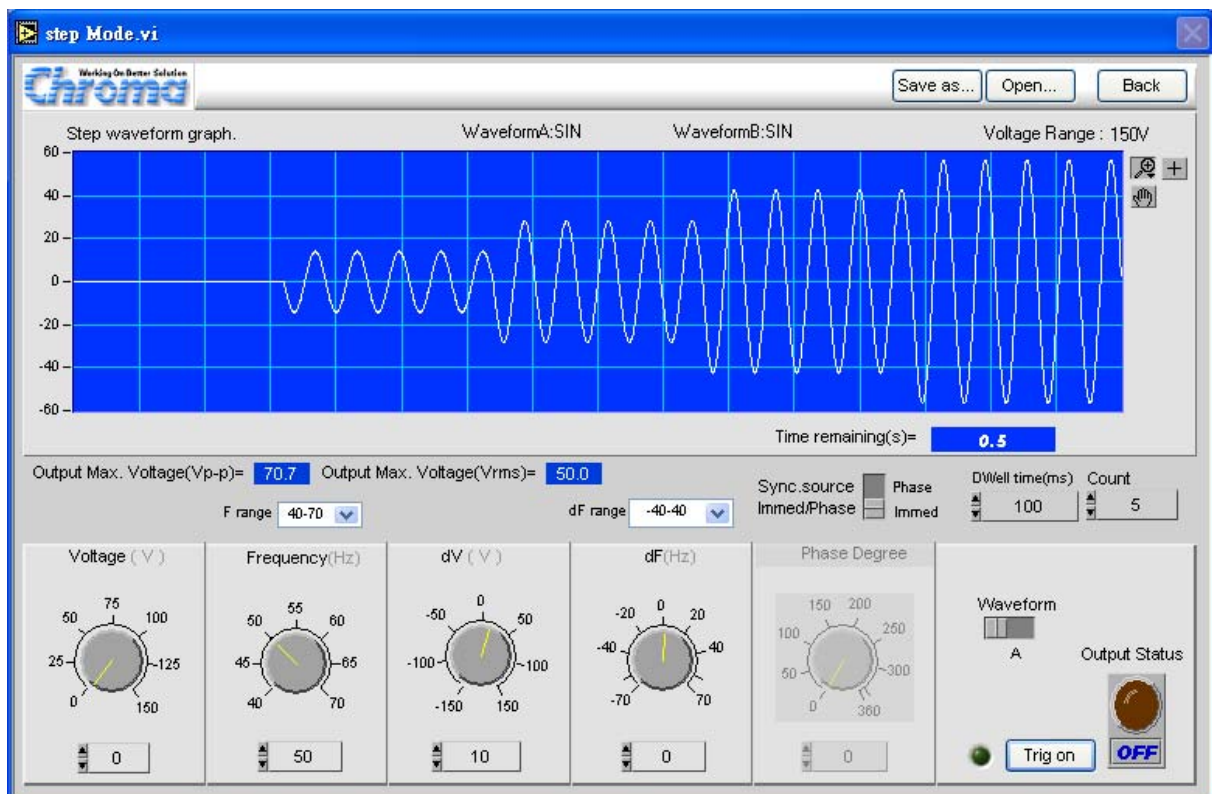 step Mode.vi
Working On Better Solution
Chroma
Save as... Open... Back
Step waveform graph. WaveformA:SIN WaveformB:SIN Voltage Range : 150V
60
40
20
0
-20
-40
-60
Time remaining(s)= 0.5
Output Max. Voltage(Vp-p)= 70.7 Output Max. Voltage(Vrms)= 50.0
Sync.source Phase
Immed/Phase Immed
DWell time(ms) Count
100 5
F range 40-70 dF range -40-40
Voltage ( V )
0 25 50 75 100 125 150
0
Frequency(Hz)
40 45 50 55 60 65 70
50
dV ( V )
-150 -100 -50 0 50 100 150
10
dF(Hz)
-70 -40 -20 0 20 40 70
0
Phase Degree
0 50 100 150 200 250 300 360
0
Waveform
A
Output Status
Trig on OFF